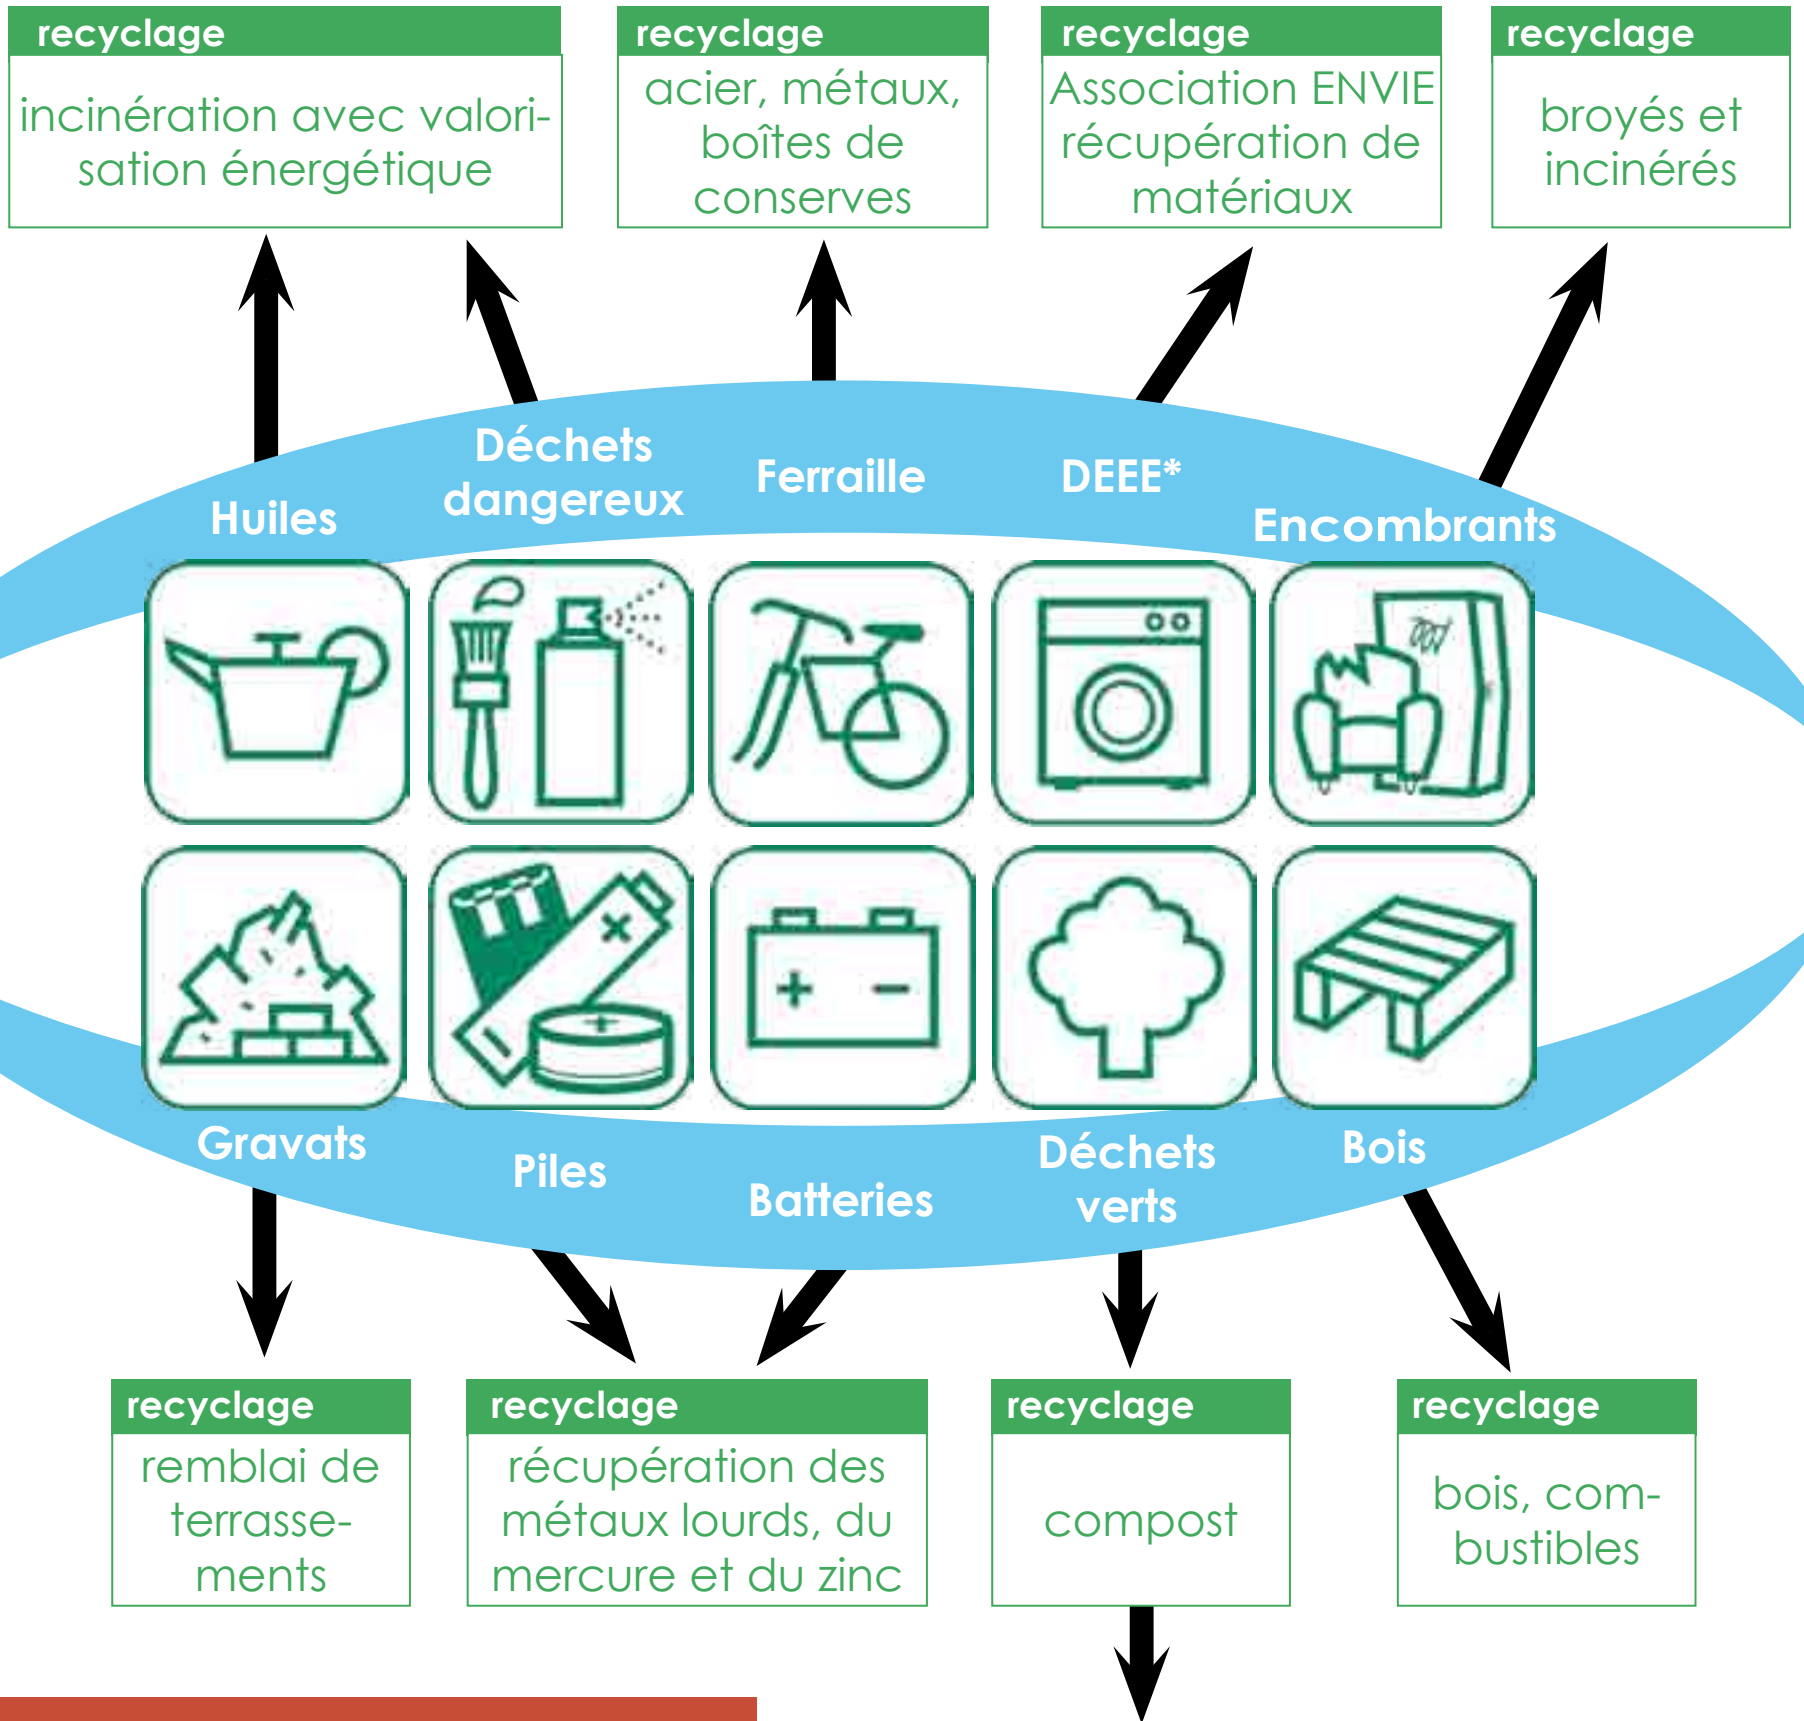 recyclage
incinération avec valori-
sation énergétique
recyclage
acier, métaux,
boîtes de
conserves
recyclage
Association ENVIE
récupération de
matériaux
recyclage
broyés et
incinérés
Huiles
Déchets
dangereux
Ferraille
DEEE*
Encombrants
+
+
+ -
Gravats
Piles
Batteries
Déchets
verts
Bois
recyclage
remblai de
terrasse-
ments
recyclage
récupération des
métaux lourds, du
mercure et du zinc
recyclage
compost
recyclage
bois, com-
bustibles